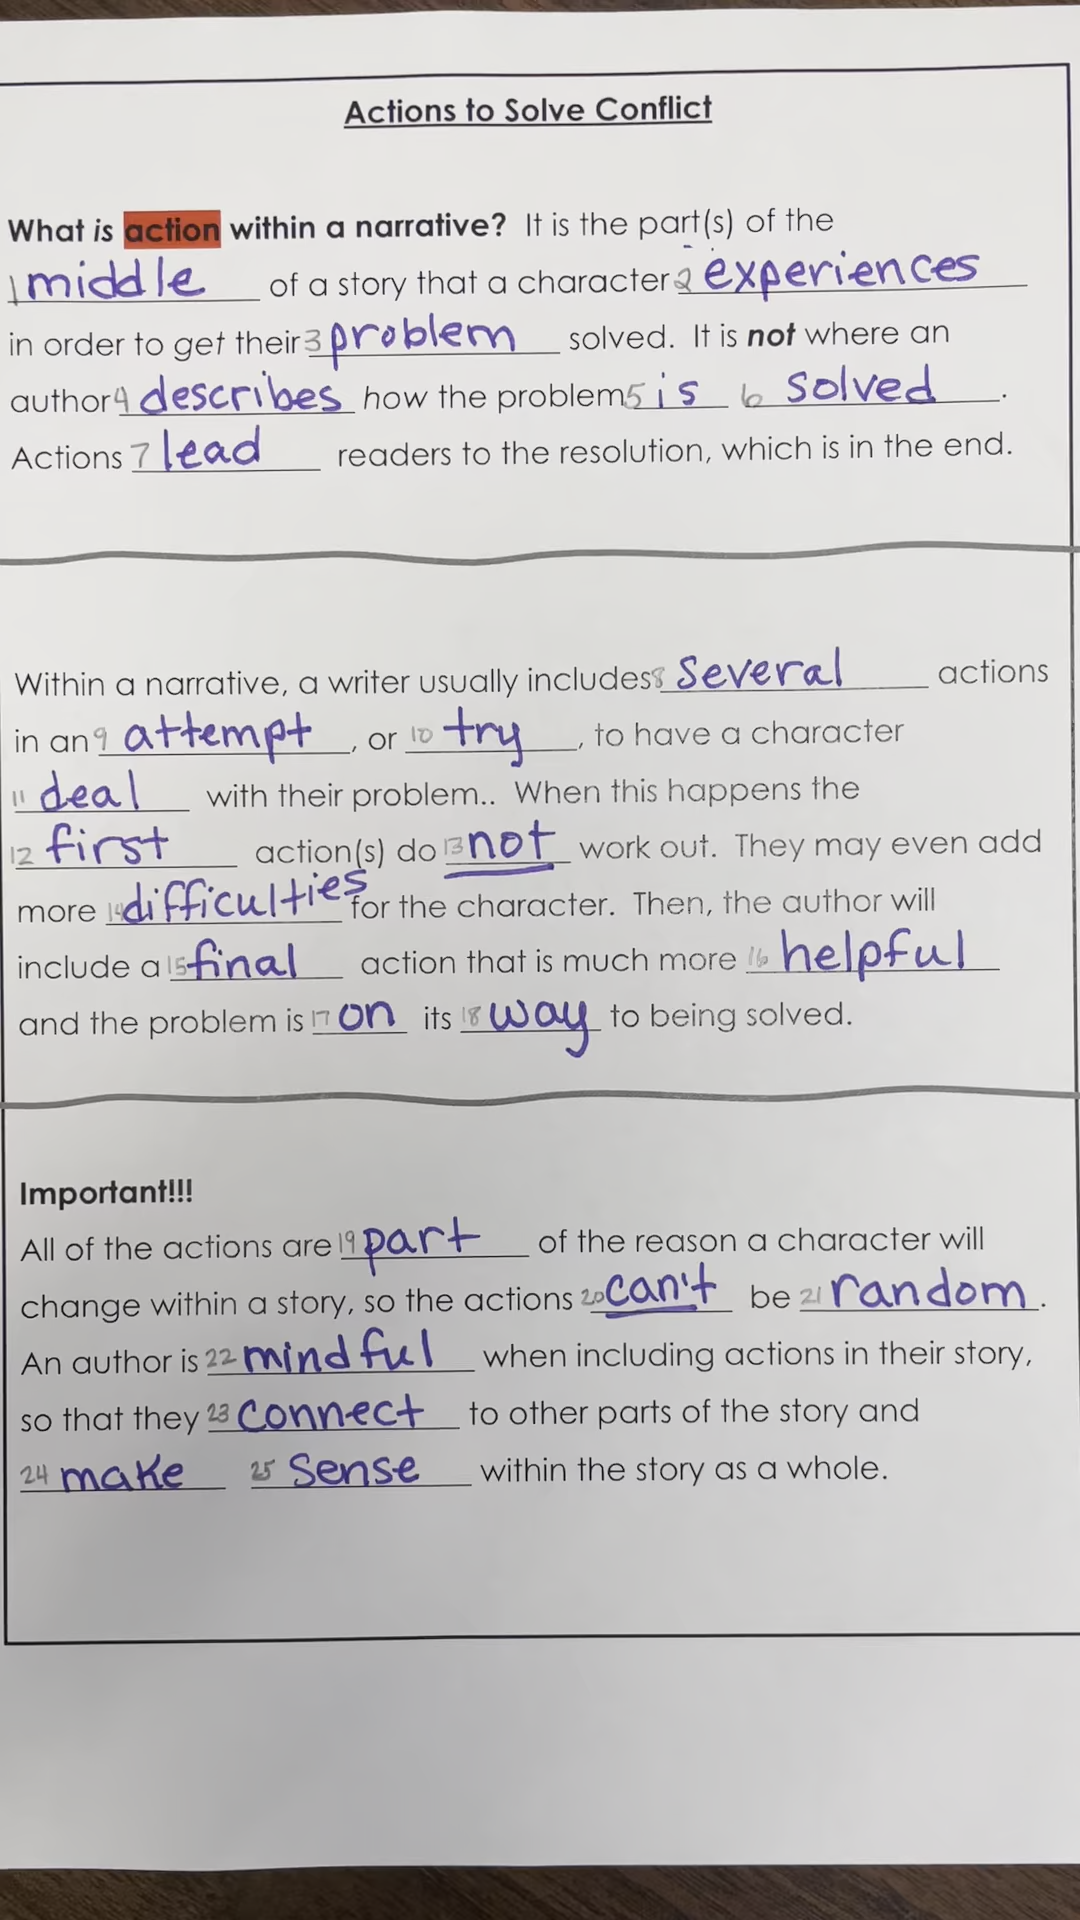 Actions to Solve Conflict
What is action within a narrative? It is the part(s) of the
1 middle of a story that a character 2 experiences
in order to get their 3 problem solved. It is not where an
author 4 describes how the problem 5 is 6 solved.
Actions 7 lead readers to the resolution, which is in the end.
Within a narrative, a writer usually includes 8 several actions
in an 9 attempt, or 10 try, to have a character
11 deal with their problem.. When this happens the
12 first action(s) do 13 not work out. They may even add
more 14 difficulties for the character. Then, the author will
include a 15 final action that is much more 16 helpful
and the problem is 17 on its 18 way to being solved.
Important!!!
All of the actions are 19 part of the reason a character will
change within a story, so the actions 20 can't be 21 random.
An author is 22 mindful when including actions in their story,
so that they 23 connect to other parts of the story and
24 make 25 sense within the story as a whole.